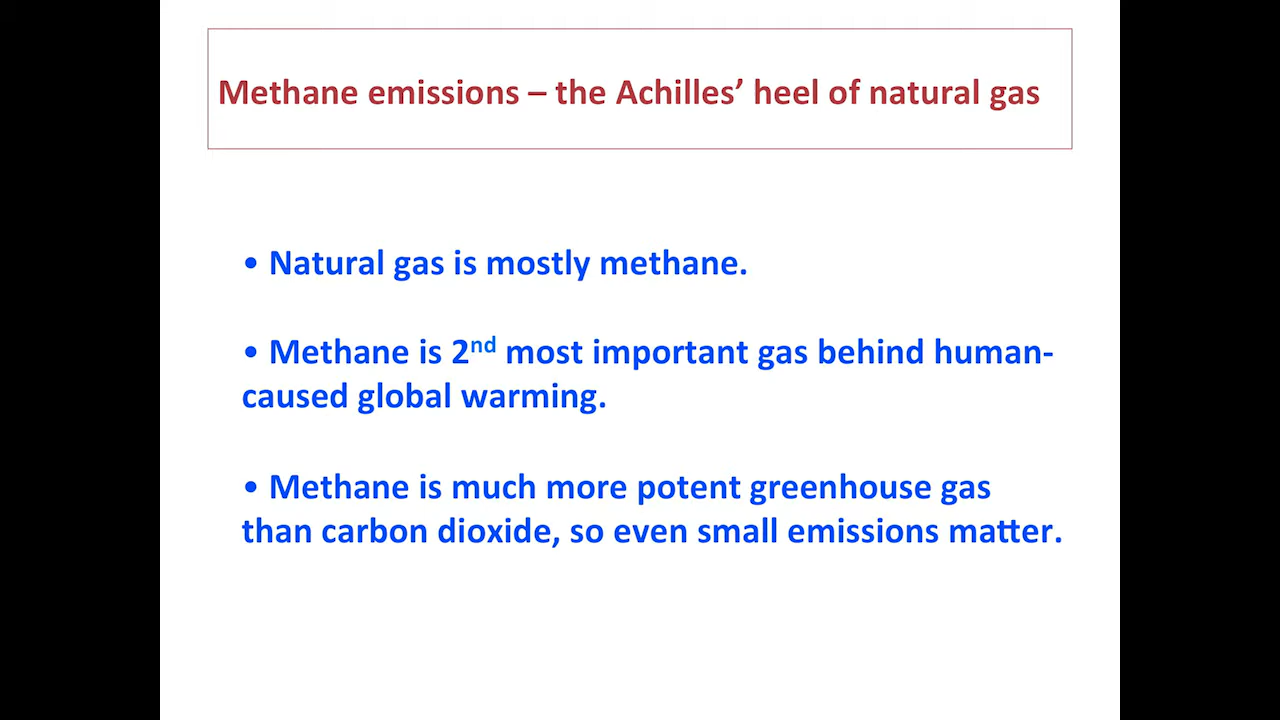 Methane emissions – the Achilles’ heel of natural gas
• Natural gas is mostly methane.
• Methane is 2nd most important gas behind human-
caused global warming.
• Methane is much more potent greenhouse gas
than carbon dioxide, so even small emissions matter.